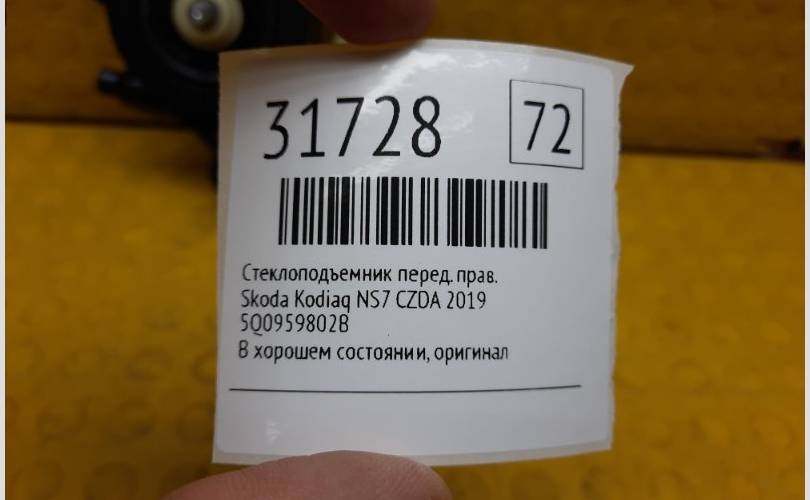 31728 72
Стеклоподъемник перед. прав.
Skoda Kodiaq NS7 CZDA 2019
5Q0959802B
В хорошем состоянии, оригинал